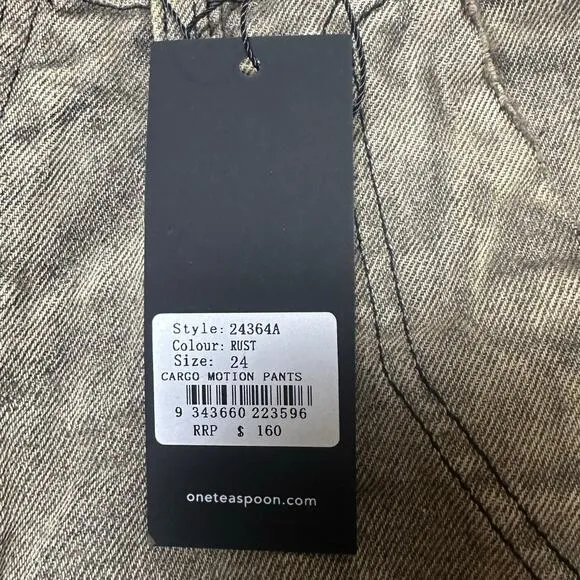 Style: 24364A
Colour: RUST
Size: 24
CARGO MOTION PANTS
9 343660 223596
RRP $ 160
oneteaspoon.com